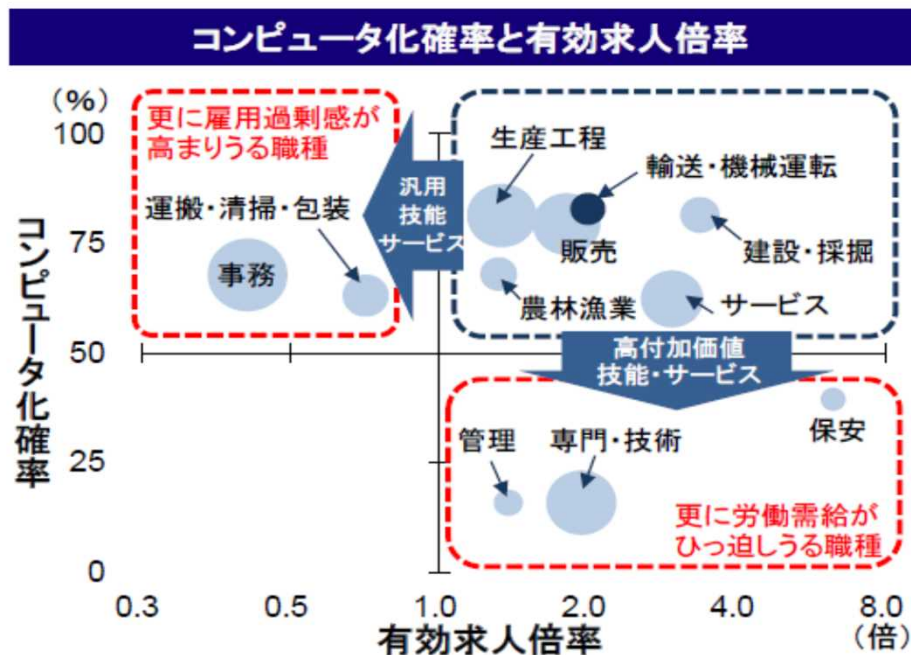 コンピュータ化確率と有効求人倍率
(%)
100
75
50
25
0
コンピュータ化確率
更に雇用過剰感が
高まりうる職種
運搬・清掃・包装
事務
汎用
技能
サービス
生産工程
輸送・機械運転
販売
建設・採掘
農林漁業
サービス
高付加価値
技能・サービス
保安
管理
専門・技術
更に労働需給が
ひっ迫しうる職種
0.3
0.5
1.0
2.0
4.0
8.0
有効求人倍率
(倍)